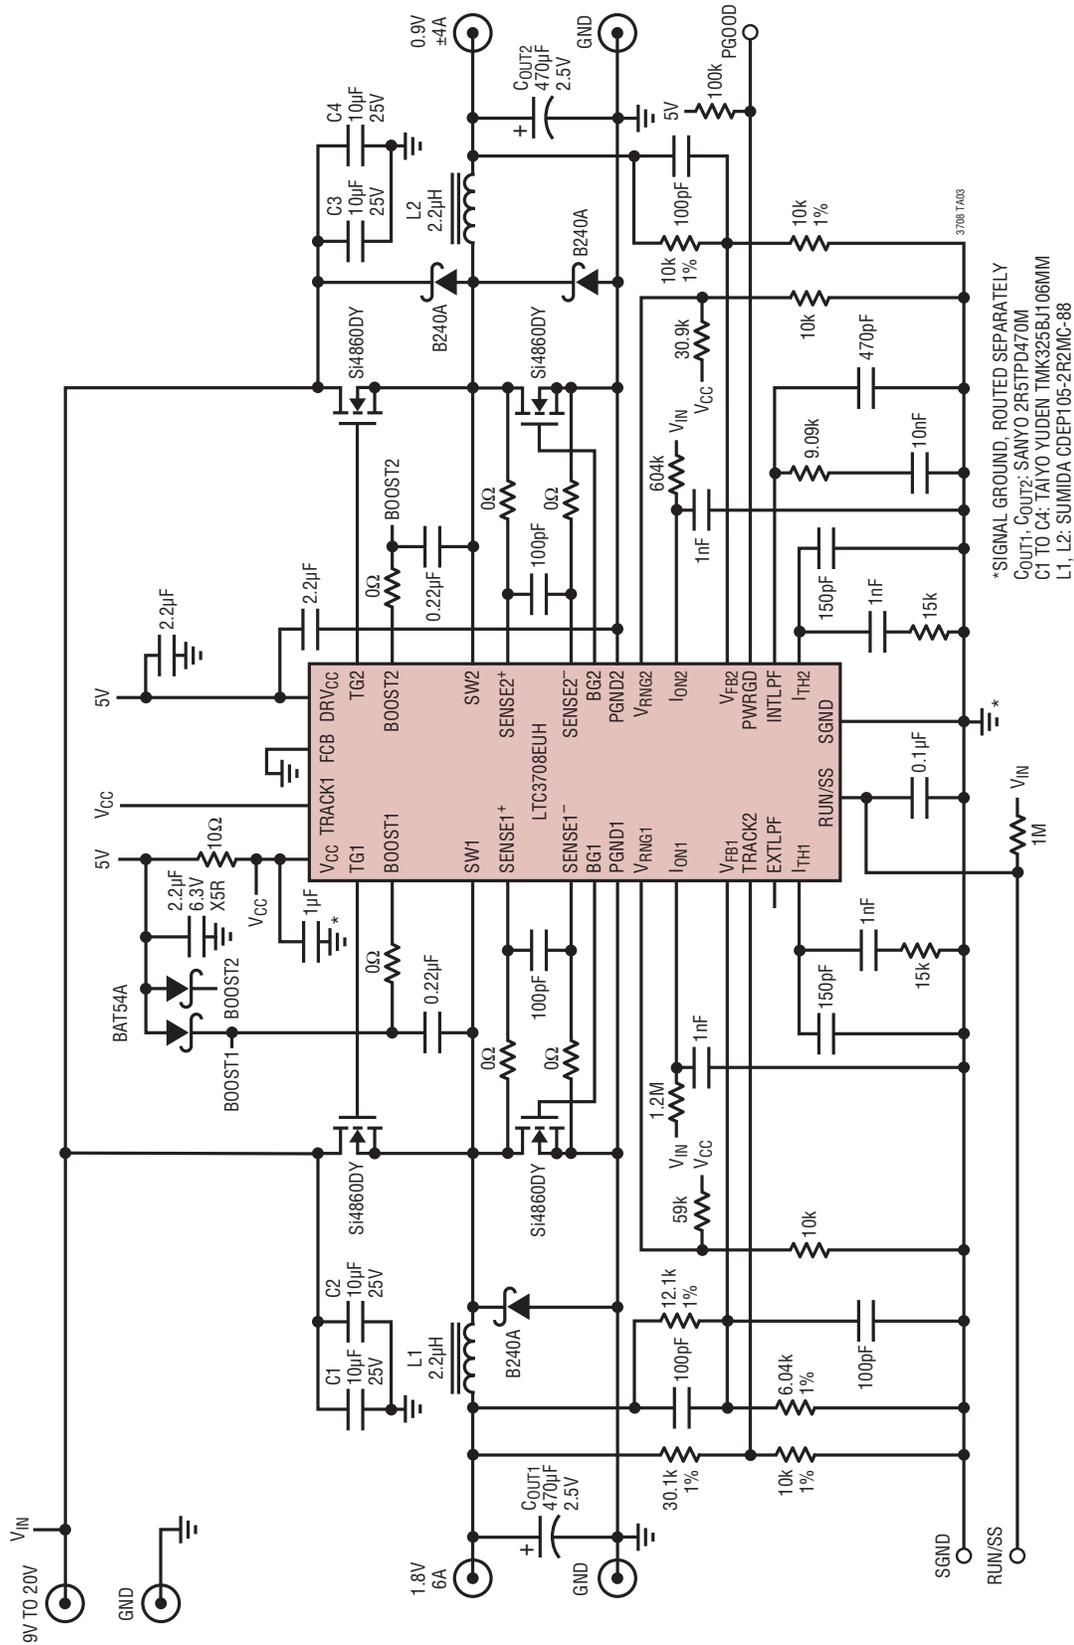 9V TO 20V
VIN
GND
5V
VCC
5V
BAT54A
2.2µF
6.3V
X5R
10Ω
2.2µF
BOOST1
BOOST2
VCC
1µF
*
2.2µF
C1
10µF
25V
C2
10µF
25V
Si4860DY
0Ω
0.22µF
VCC
TRACK1
FCB
DRVCC
TG1
TG2
BOOST1
BOOST2
SW1
SW2
SENSE1+
SENSE2+
LTC3708EUH
SENSE1–
SENSE2–
BG1
BG2
PGND1
PGND2
VRNG1
VRNG2
ION1
ION2
VFB1
VFB2
TRACK2
PWRGD
EXTLPF
INTLPF
ITH1
ITH2
RUN/SS
SGND
0Ω
BOOST2
0.22µF
Si4860DY
C3
10µF
25V
C4
10µF
25V
1.8V
6A
COUT1
470µF
2.5V
+
L1
2.2µH
B240A
Si4860DY
0Ω
0Ω
100pF
100pF
0Ω
0Ω
Si4860DY
B240A
B240A
L2
2.2µH
COUT2
470µF
2.5V
+
0.9V
±4A
GND
GND
30.1k
1%
100pF
12.1k
1%
59k
VCC
VIN
1.2M
1nF
1nF
604k
VIN
VCC
30.9k
10k
1%
100pF
5V
100k
PGOOD
10k
1%
6.04k
1%
100pF
10k
150pF
1nF
15k
0.1µF
150pF
1nF
15k
9.09k
10nF
470pF
10k
10k
1%
SGND
*
3708 TA03
RUN/SS
1M
VIN
*SIGNAL GROUND, ROUTED SEPARATELY
COUT1, COUT2: SANYO 2R5TPD470M
C1 TO C4: TAIYO YUDEN TMK325BJ106MM
L1, L2: SUMIDA CDEP105-2R2MC-88